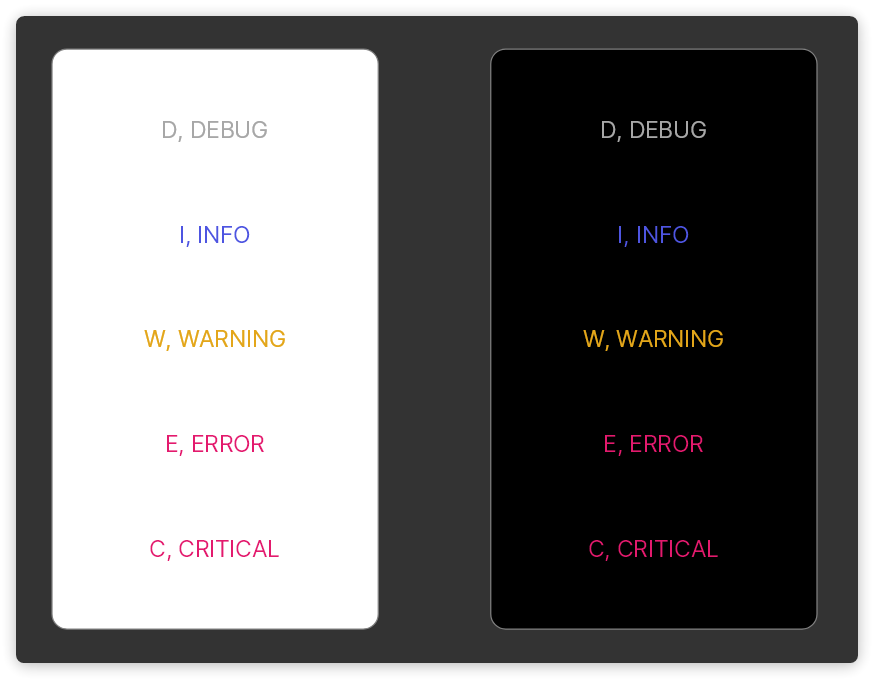 D, DEBUG
I, INFO
W, WARNING
E, ERROR
C, CRITICAL
D, DEBUG
I, INFO
W, WARNING
E, ERROR
C, CRITICAL